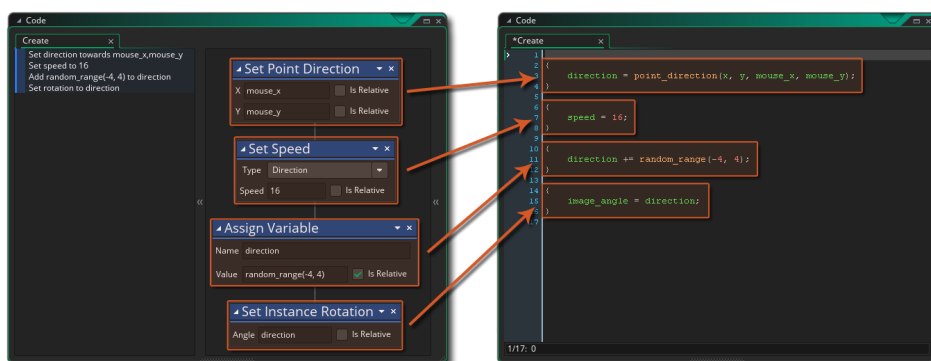 Code
Create ×
Set direction towards mouse_x,mouse_y
Set speed to 16
Add random_range(-4, 4) to direction
Set rotation to direction
Set Point Direction
X mouse_x Is Relative
Y mouse_y Is Relative
Set Speed
Type Direction
Speed 16 Is Relative
Assign Variable
Name direction
Value random_range(-4, 4) Is Relative
Set Instance Rotation
Angle direction Is Relative
Code
*Create ×
1
2 {
3 direction = point_direction(x, y, mouse_x, mouse_y);
4 }
5
6 {
7 speed = 16;
8 }
9
10 {
11 direction += random_range(-4, 4);
12 }
13
14 {
15 image_angle = direction;
16 }
17
1/17: 0